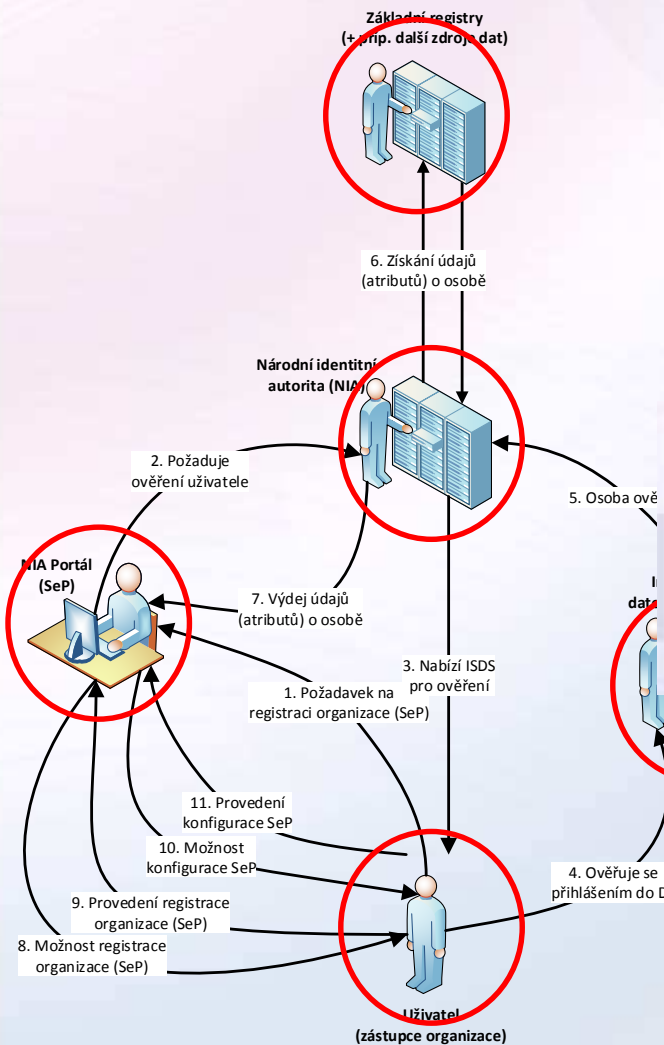 Základní registry
(+ příp. další zdroje dat)
6. Získání údajů
(atributů) o osobě
Národní identitní
autorita (NIA)
2. Požaduje
ověření uživatele
5. Osoba
NIA Portál
(SeP)
7. Výdej údajů
(atributů) o osobě
3. Nabízí ISDS
pro ověření
1. Požadavek na
registraci organizace (SeP)
11. Provedení
konfigurace SeP
10. Možnost
konfigurace SeP
4. Ověřuje se
přihlášením do
9. Provedení registrace
organizace (SeP)
8. Možnost registrace
organizace (SeP)
Uživatel
(zástupce organizace)